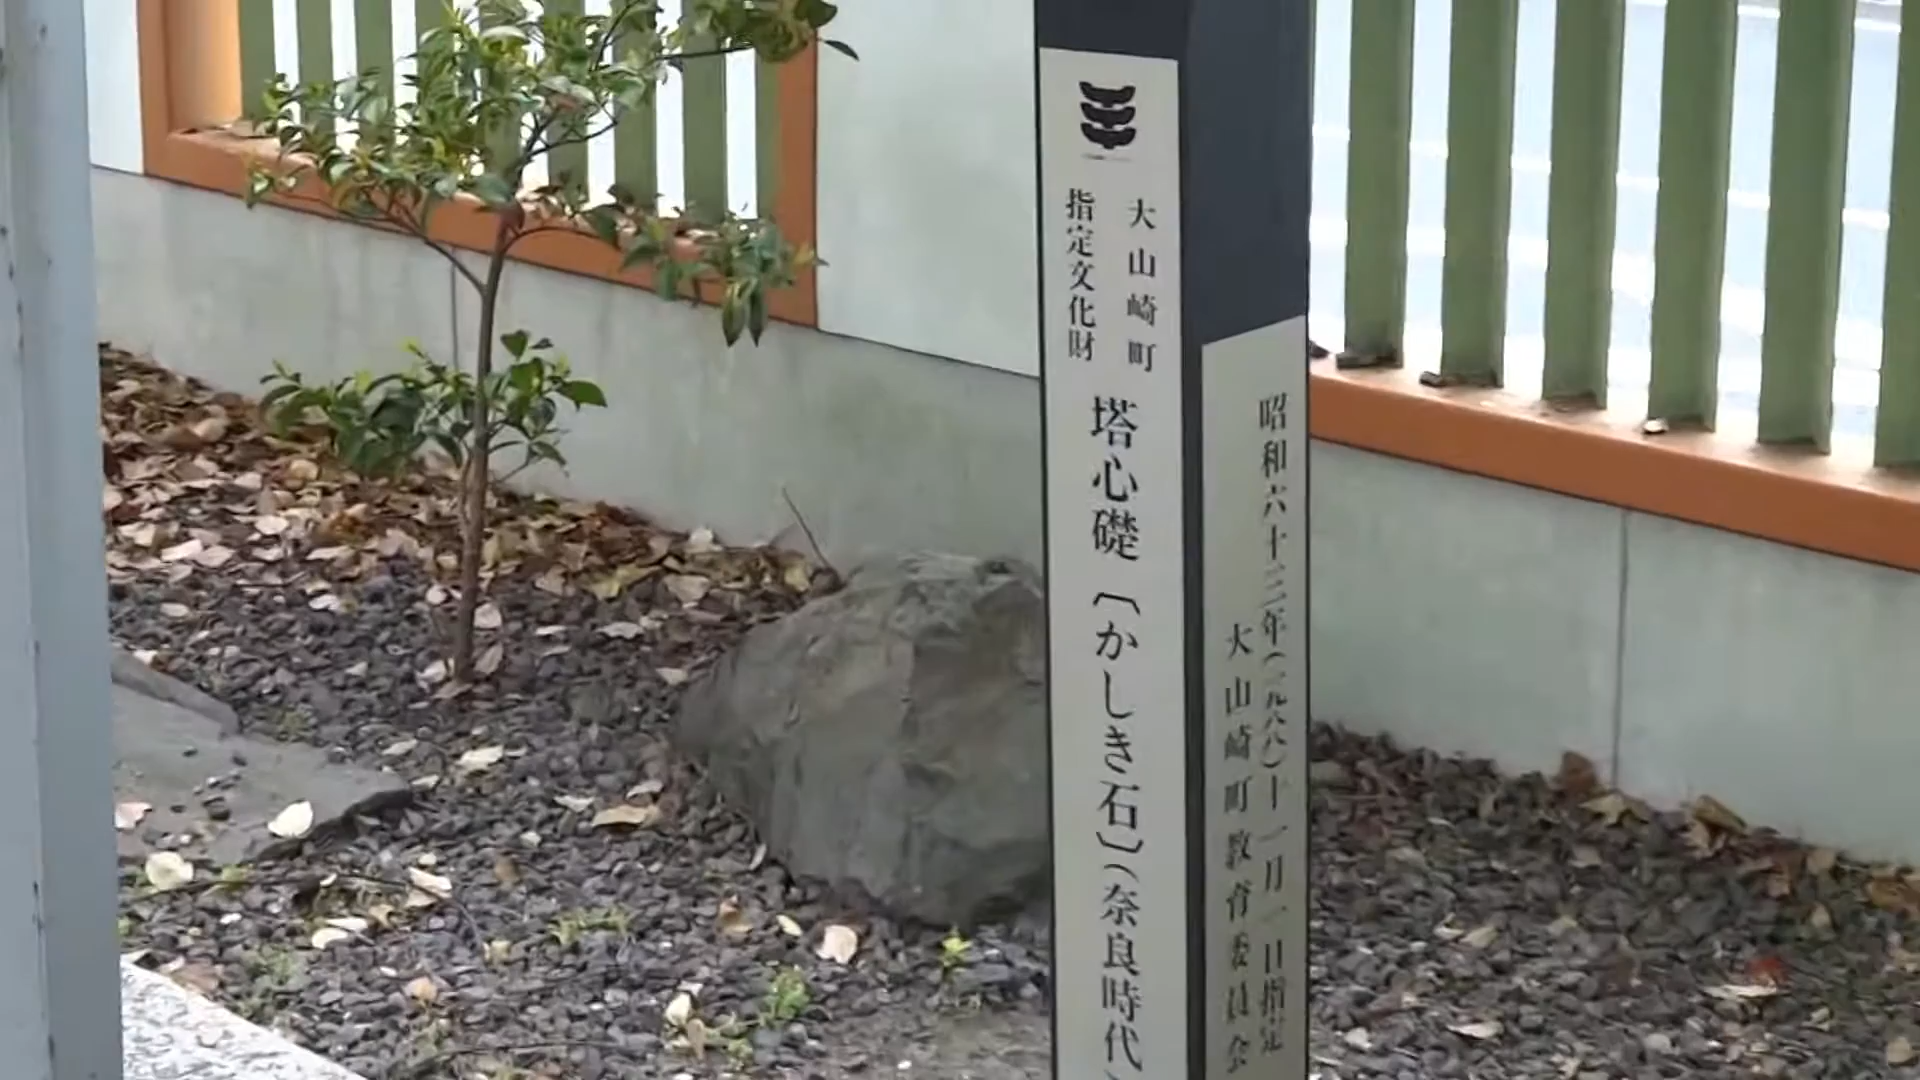 大山崎町
指定文化財
塔心礎〔かしき石〕（奈良時代）
昭和六十三年（一九八八）十一月一日指定
大山崎町教育委員会